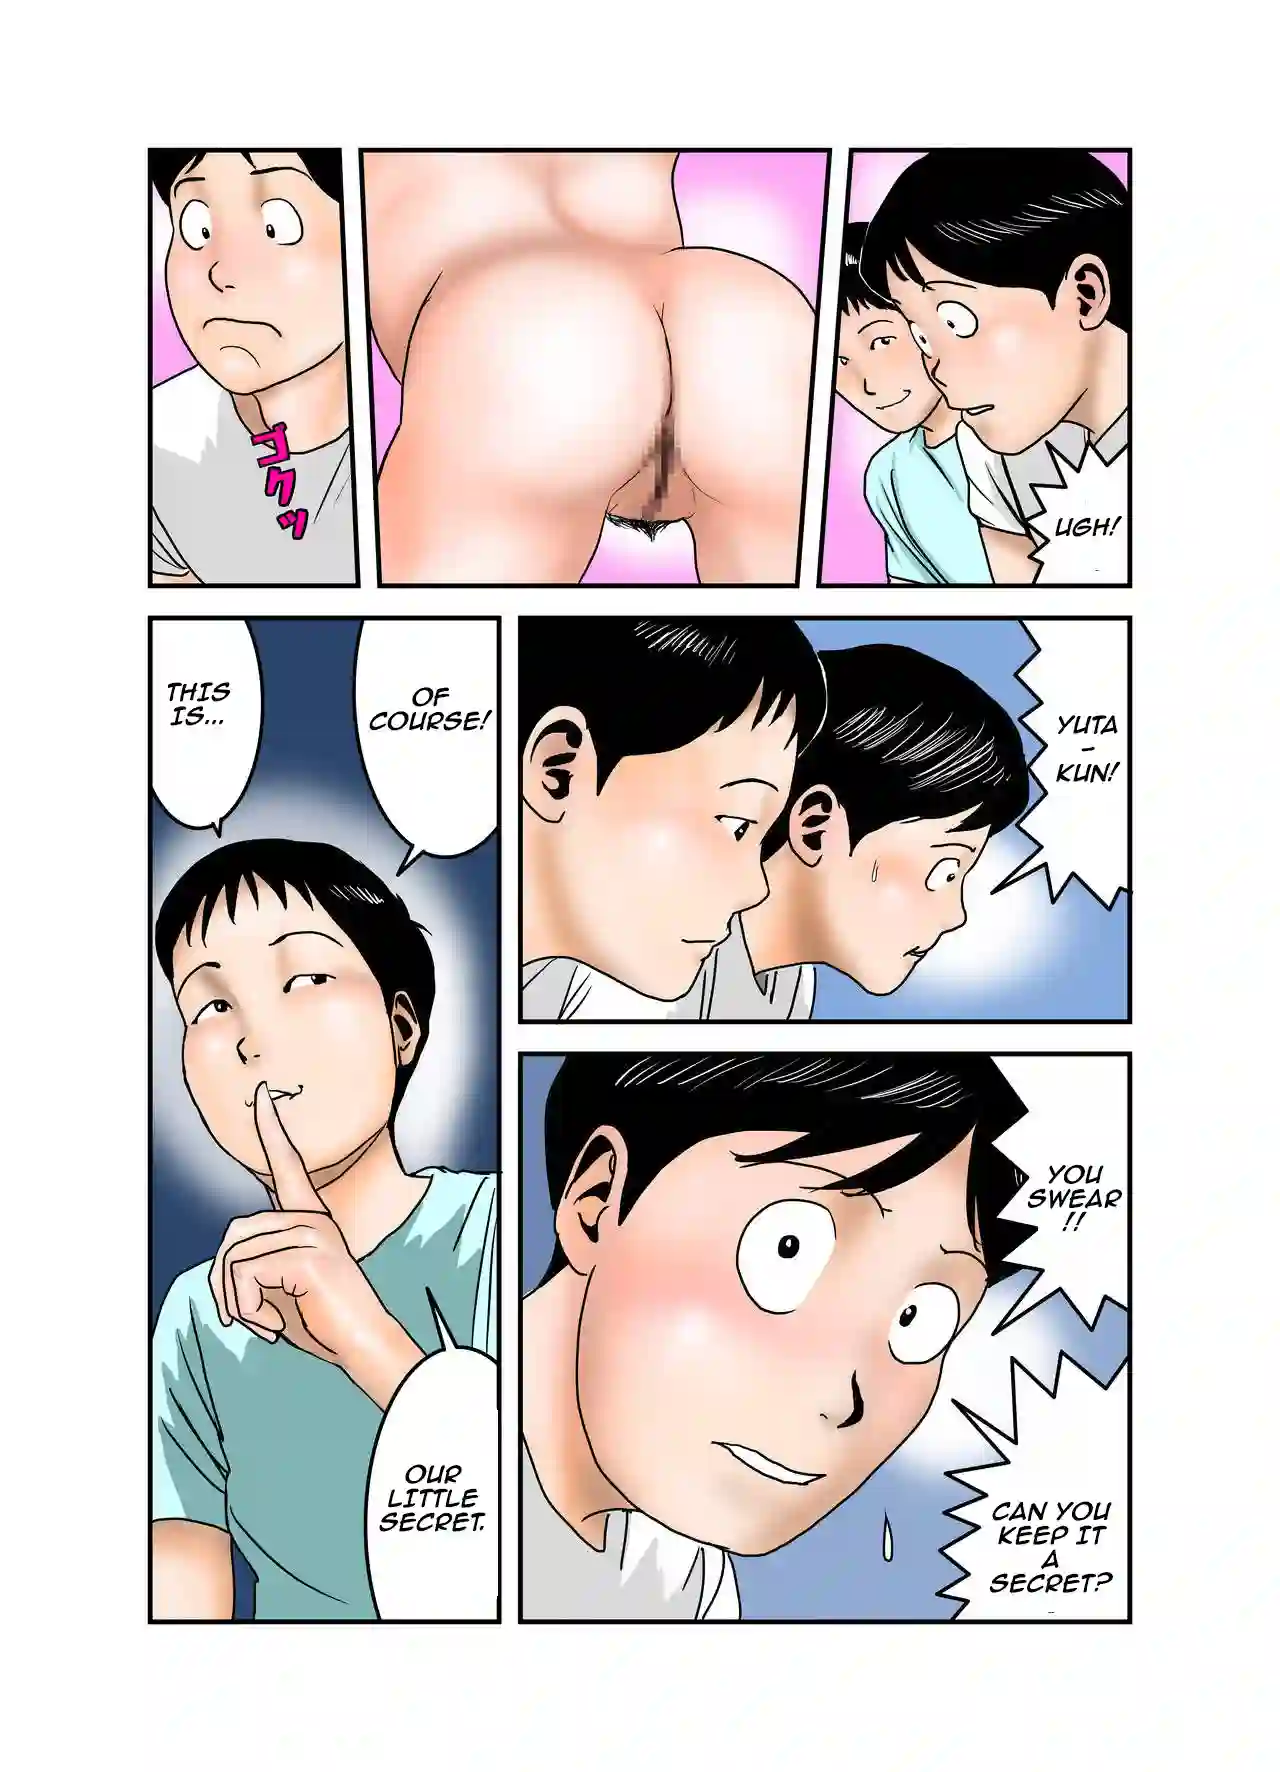 UGH!
ゴクッ
YUTA
-
KUN!
YOU
SWEAR
!!
CAN YOU
KEEP IT
A
SECRET?
OF
COURSE!
THIS
IS...
OUR
LITTLE
SECRET.